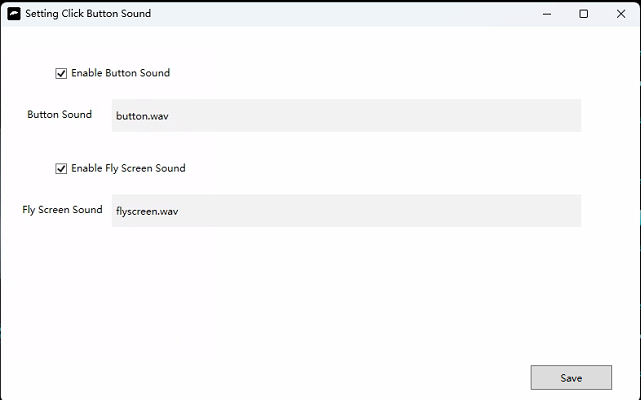 Setting Click Button Sound
Enable Button Sound
Button Sound
button.wav
Enable Fly Screen Sound
Fly Screen Sound
flyscreen.wav
Save